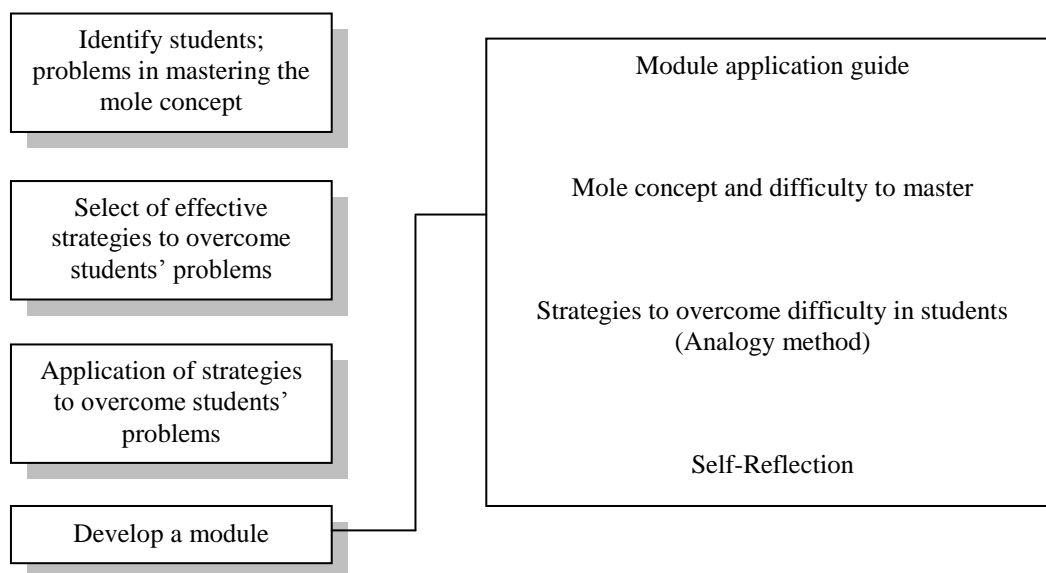 Identify students;
problems in mastering the
mole concept
Select of effective
strategies to overcome
students’ problems
Application of strategies
to overcome students’
problems
Develop a module
Module application guide
Mole concept and difficulty to master
Strategies to overcome difficulty in students
(Analogy method)
Self-Reflection